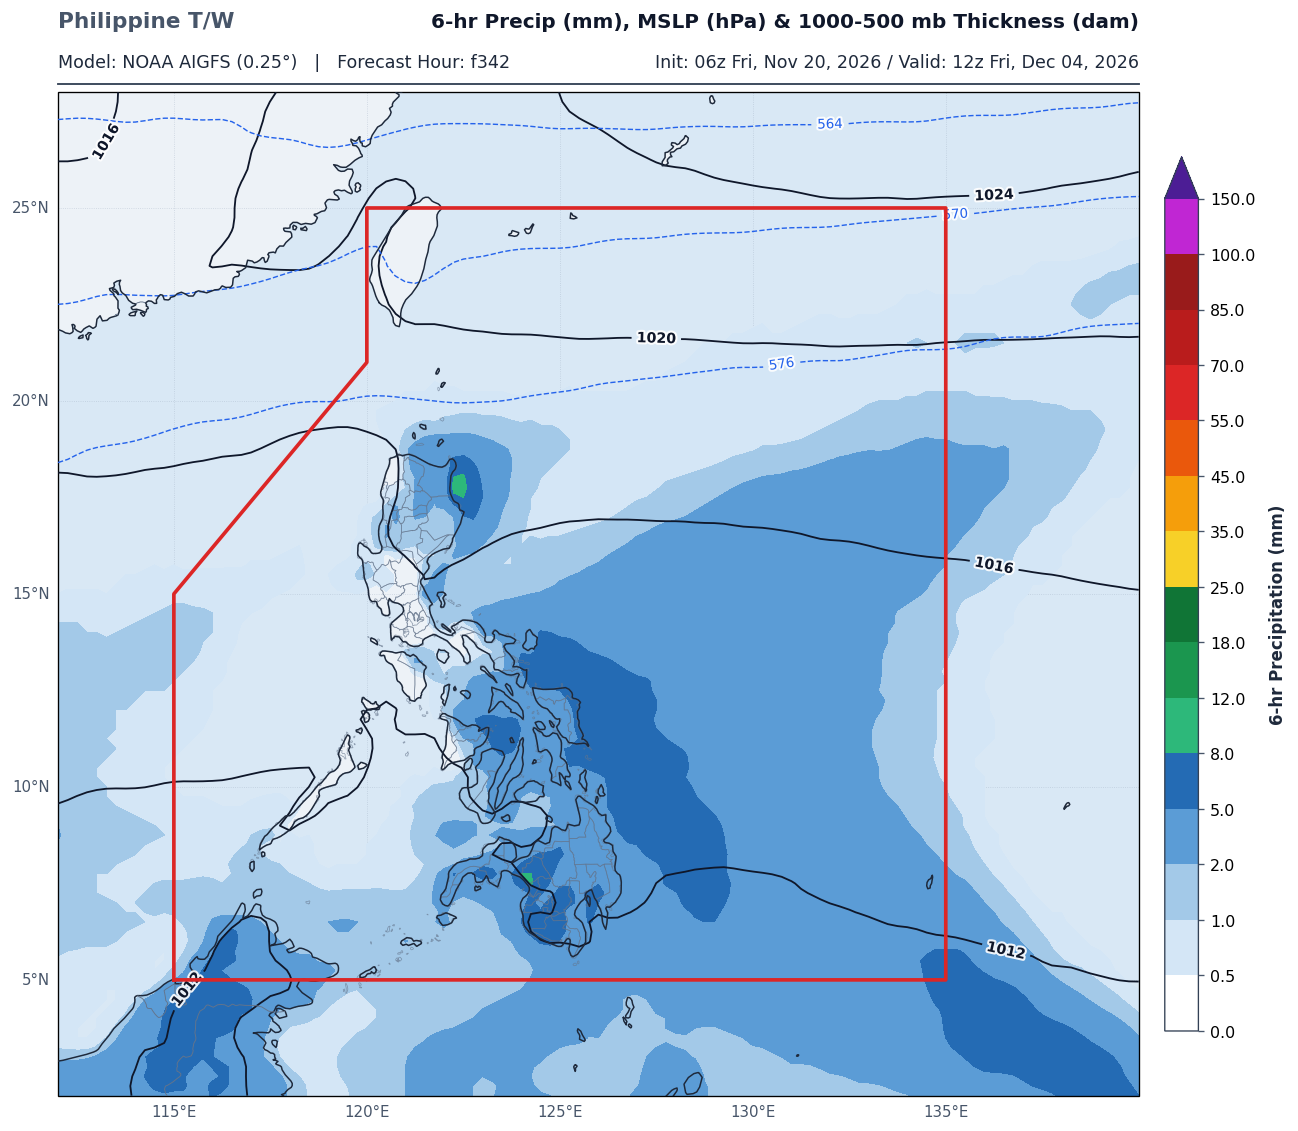 Philippine T/W
6-hr Precip (mm), MSLP (hPa) & 1000-500 mb Thickness (dam)
Model: NOAA AIGFS (0.25°) | Forecast Hour: f342
Init: 06z Fri, Nov 20, 2026 / Valid: 12z Fri, Dec 04, 2026
1016
564
1024
570
1020
576
1016
1012
1012
25°N
20°N
15°N
10°N
5°N
115°E
120°E
125°E
130°E
135°E
150.0
100.0
85.0
70.0
55.0
45.0
35.0
25.0
18.0
12.0
8.0
5.0
2.0
1.0
0.5
0.0
6-hr Precipitation (mm)